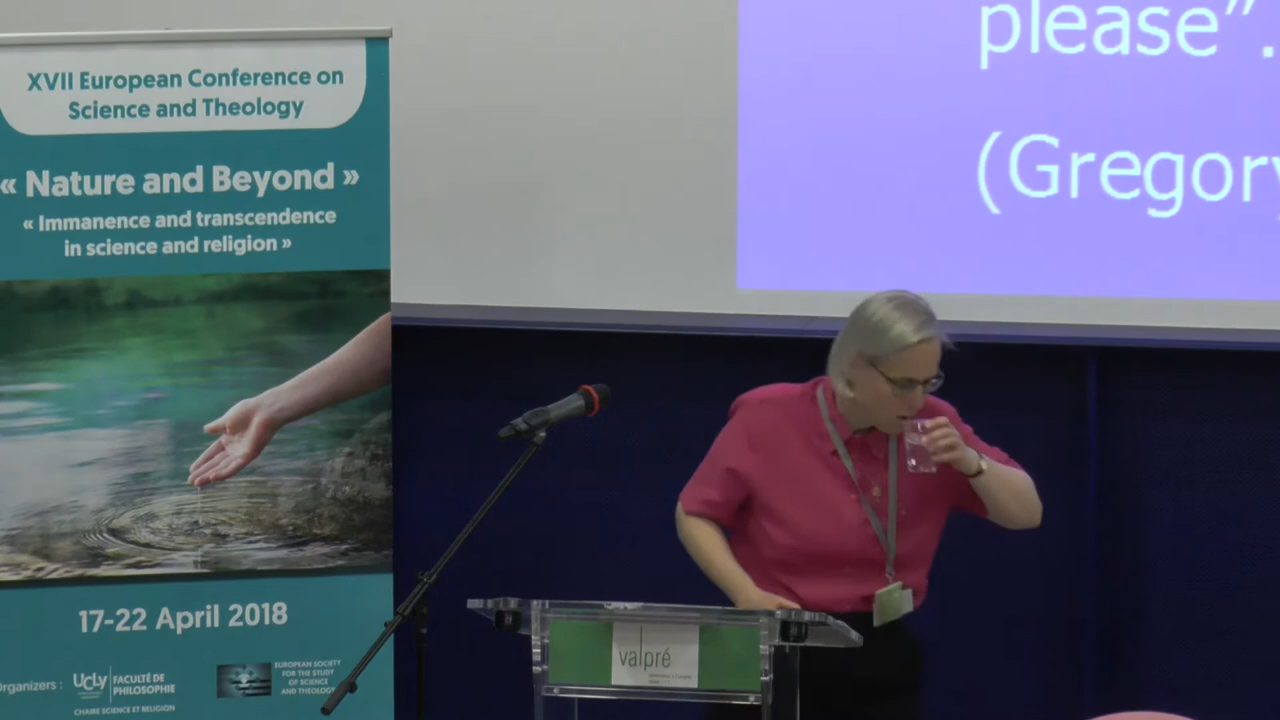 XVII European Conference on
Science and Theology
« Nature and Beyond »
« Immanence and transcendence
in science and religion »
17-22 April 2018
Organizers :
UCLy
FACULTÉ DE
PHILOSOPHIE
CHAIRE SCIENCE ET RELIGION
EUROPEAN SOCIETY
FOR THE STUDY
OF SCIENCE
AND THEOLOGY
please”.
(Gregory
valpré